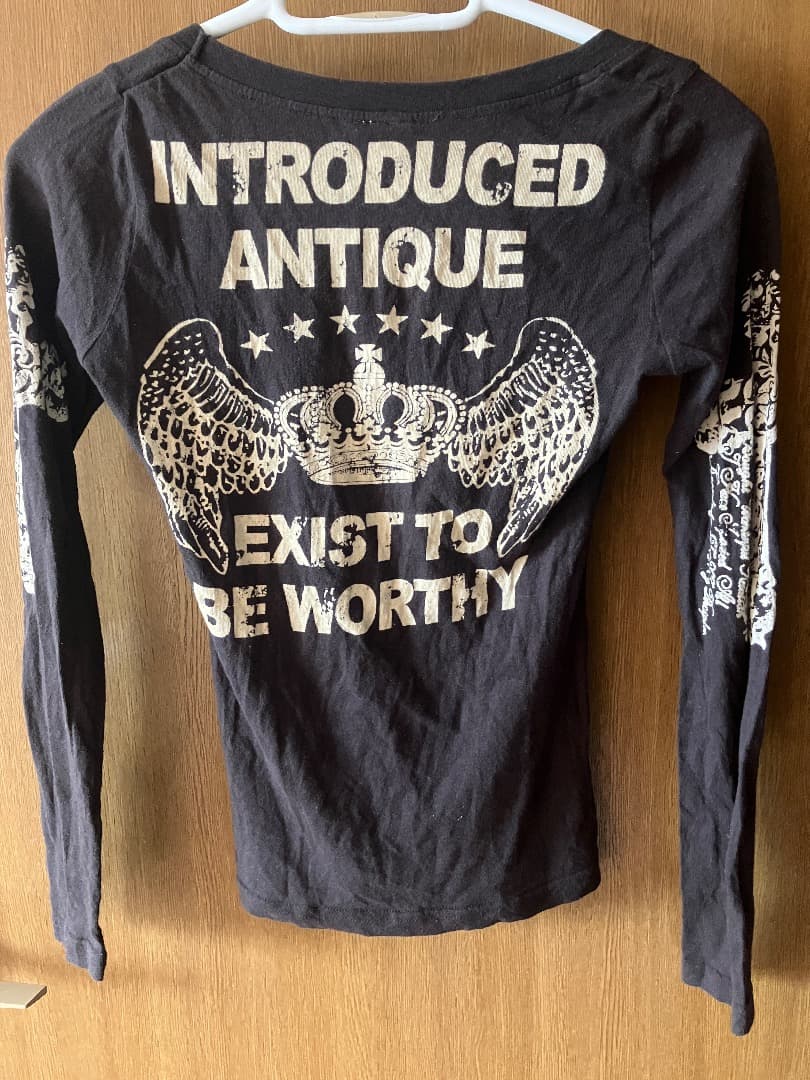 INTRODUCED
ANTIQUE
EXIST TO
BE WORTHY